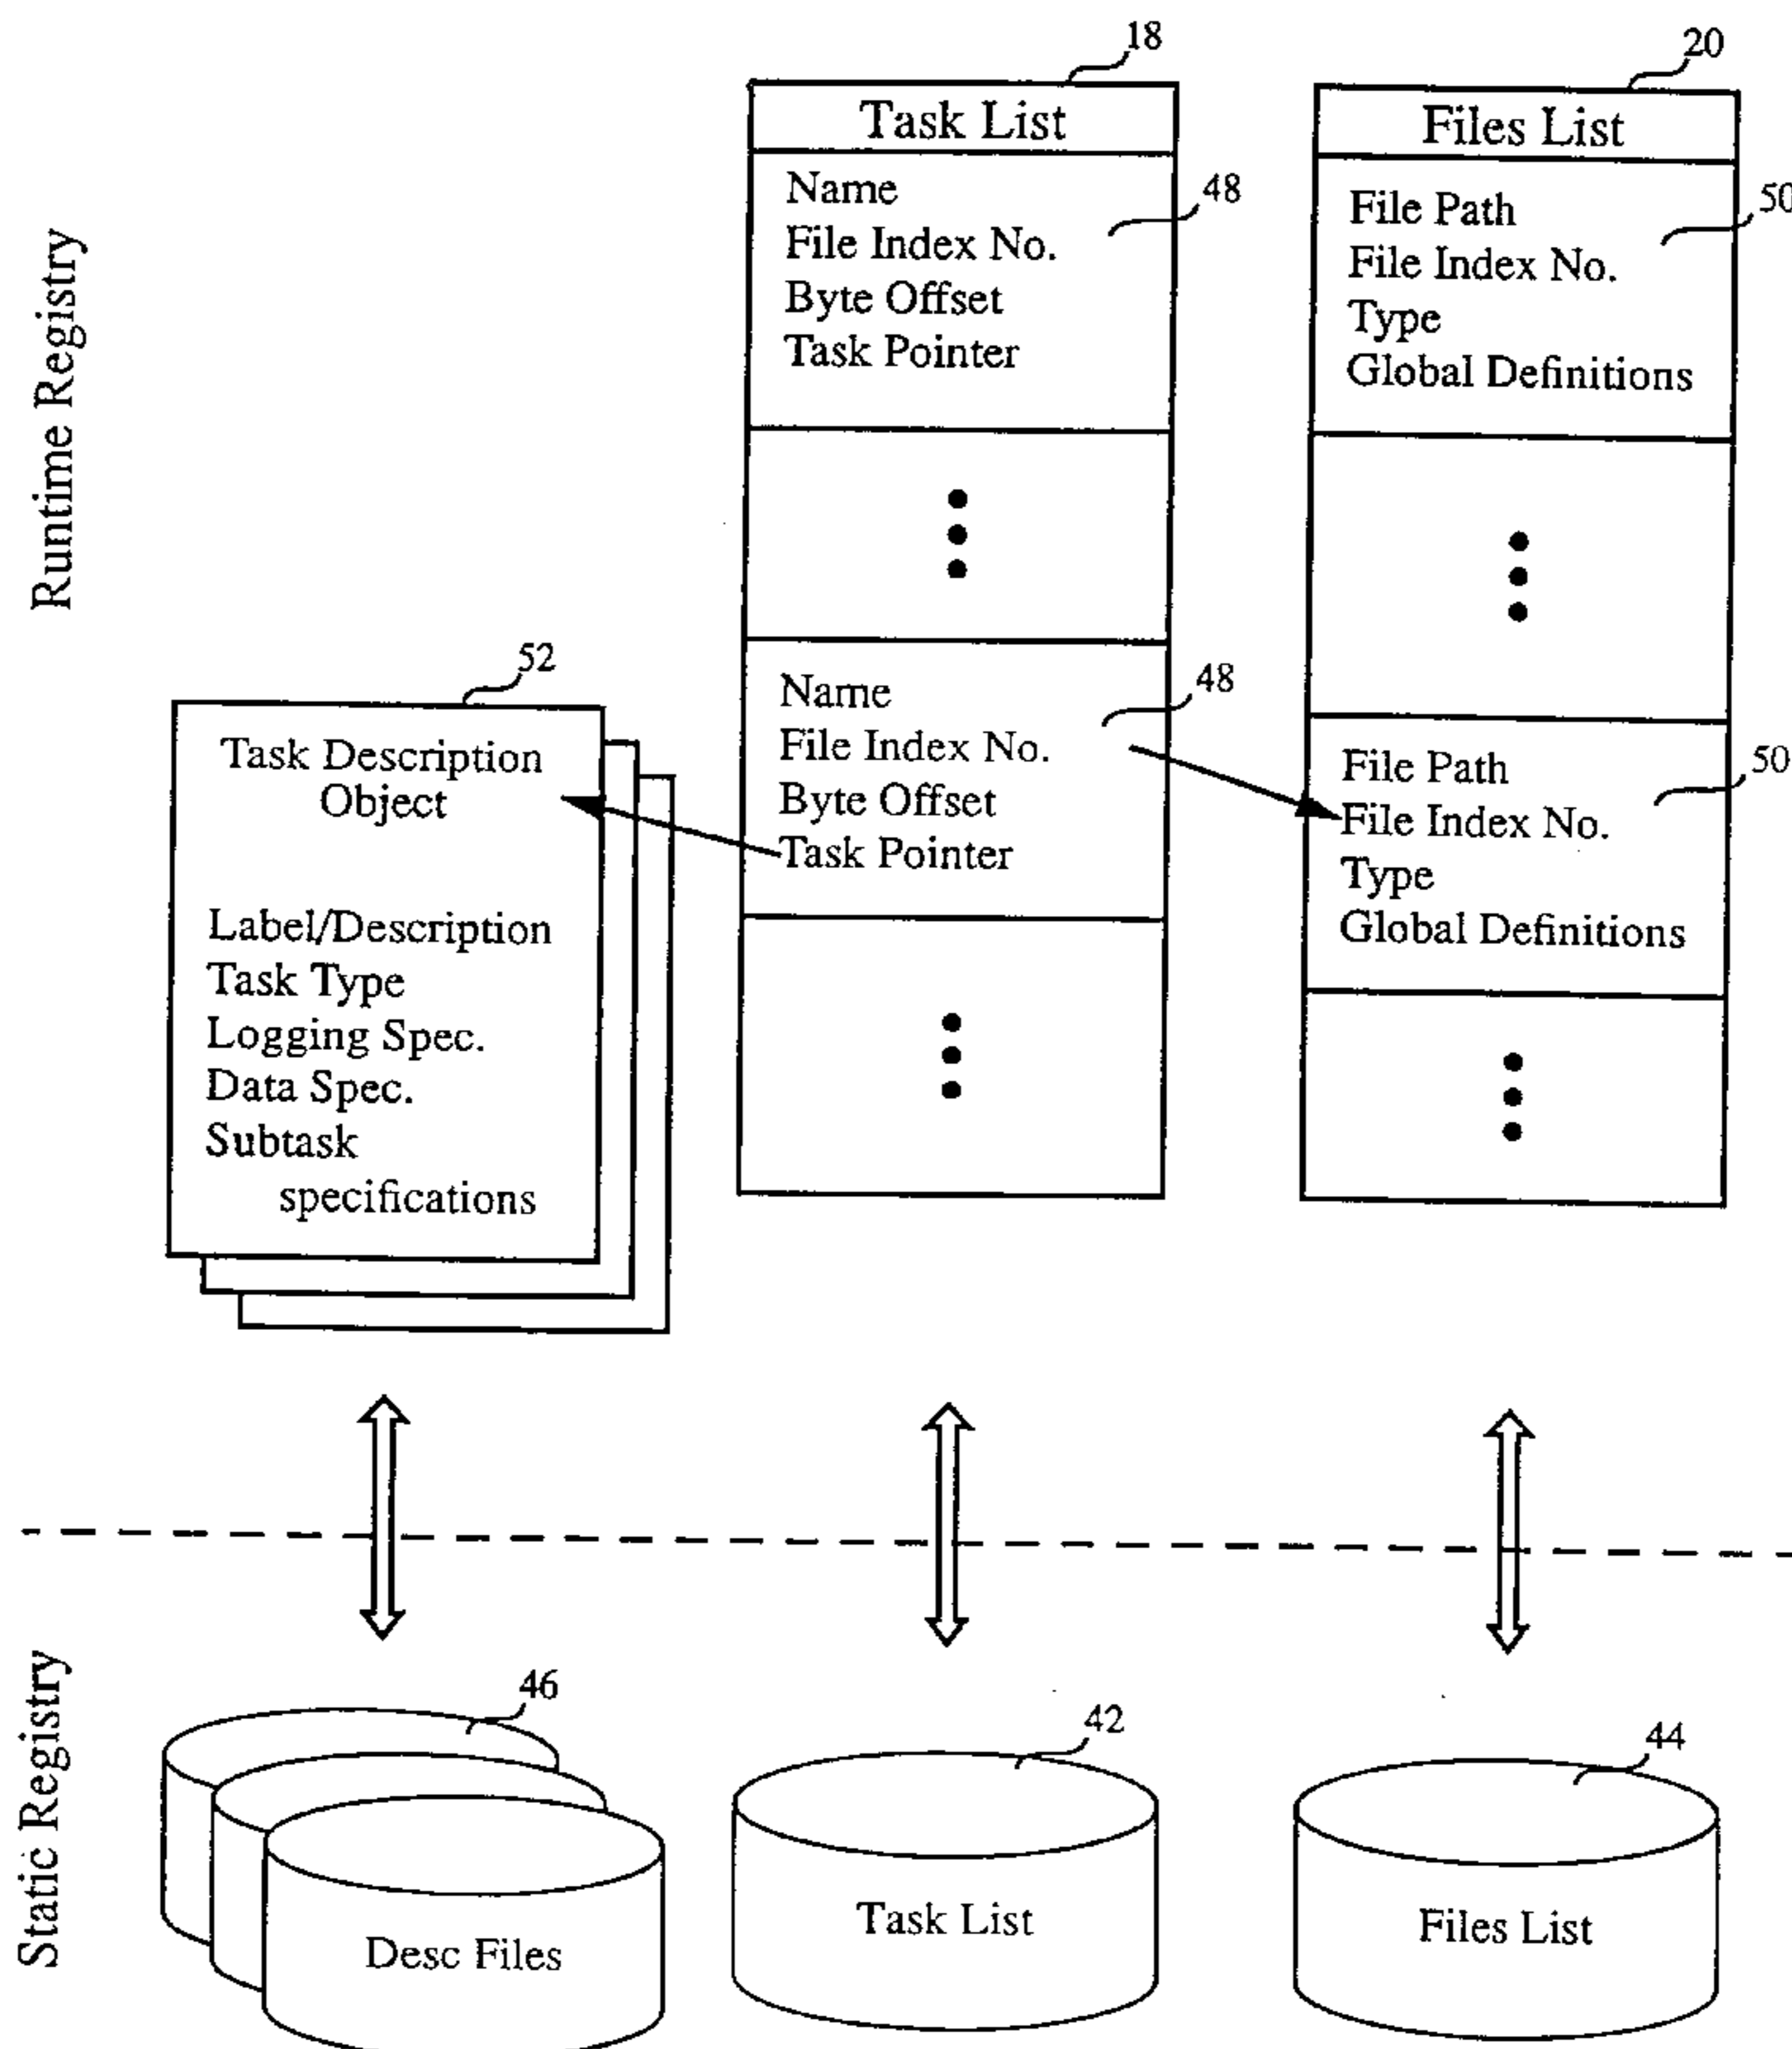 Runtime Registry
18
Task List
Name
File Index No.
Byte Offset
Task Pointer
48
Name
File Index No.
Byte Offset
Task Pointer
48
20
Files List
File Path
File Index No.
Type
Global Definitions
50
File Path
File Index No.
Type
Global Definitions
50
52
Task Description
Object
Label/Description
Task Type
Logging Spec.
Data Spec.
Subtask
specifications
Static Registry
46
Desc Files
42
Task List
44
Files List